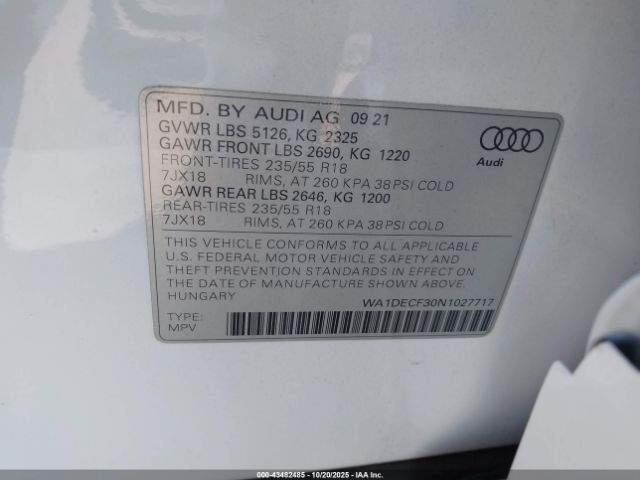 MFD. BY AUDI AG 09 21
GVWR LBS 5126, KG 2325
GAWR FRONT LBS 2690, KG 1220
FRONT-TIRES 235/55 R18
7JX18 RIMS, AT 260 KPA 38PSI COLD
GAWR REAR LBS 2646, KG 1200
REAR-TIRES 235/55 R18
7JX18 RIMS, AT 260 KPA 38PSI COLD
Audi
THIS VEHICLE CONFORMS TO ALL APPLICABLE
U.S. FEDERAL MOTOR VEHICLE SAFETY AND
THEFT PREVENTION STANDARDS IN EFFECT ON
THE DATE OF MANUFACTURE SHOWN ABOVE.
HUNGARY
WA1DECF30N1027717
TYPE:
MPV
000-43482485 - 10/20/2025 - IAAI.com